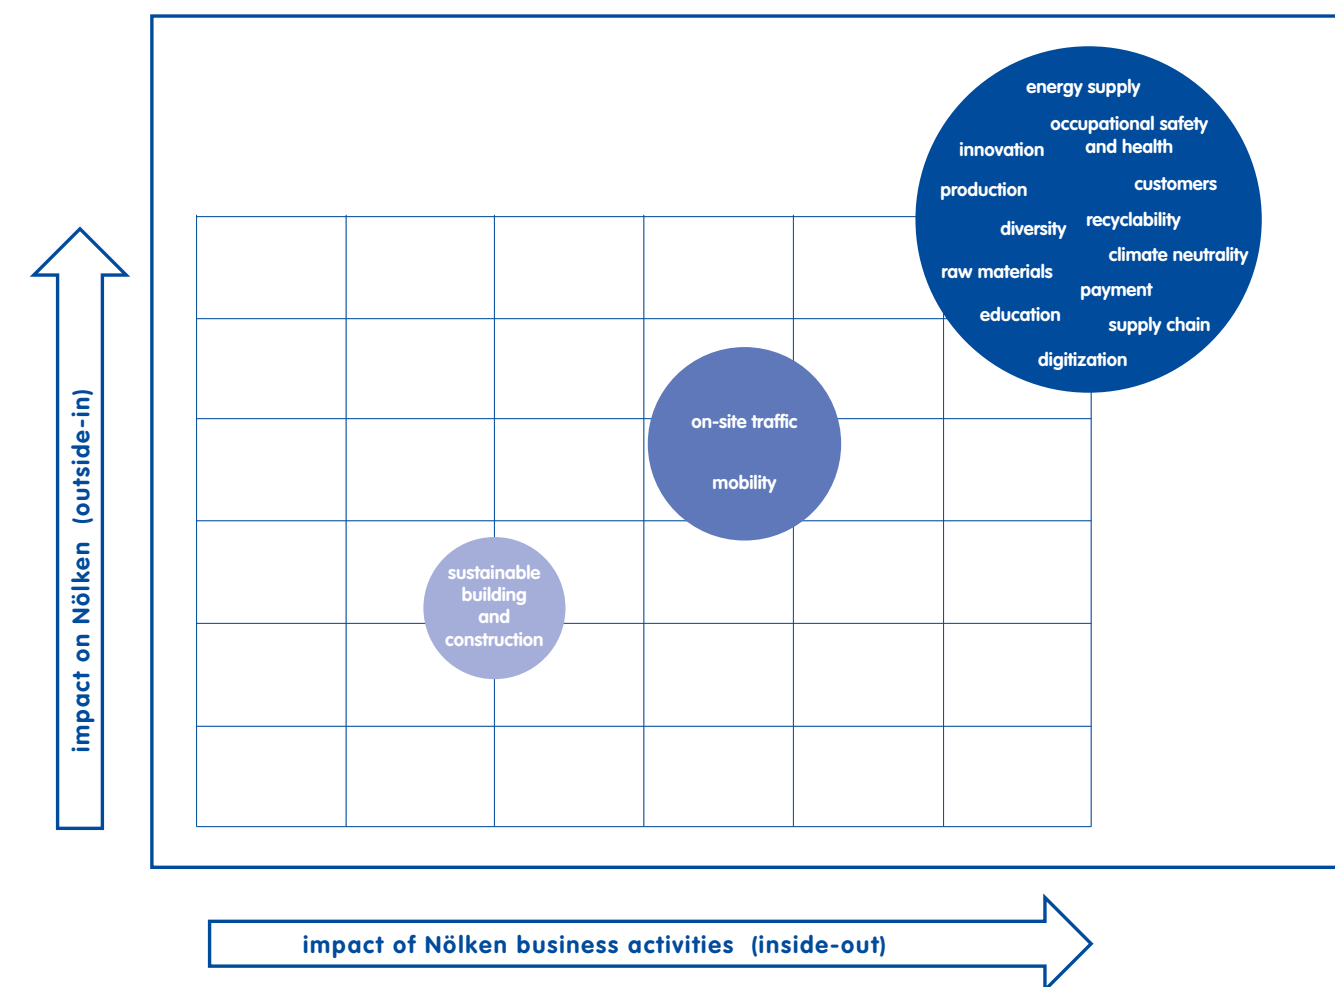 energy supply
occupational safety
and health
innovation
production
customers
diversity
recyclability
climate neutrality
raw materials
payment
education
supply chain
digitization
on-site traffic
mobility
sustainable
building
and
construction
impact on Nölken (outside-in)
impact of Nölken business activities (inside-out)